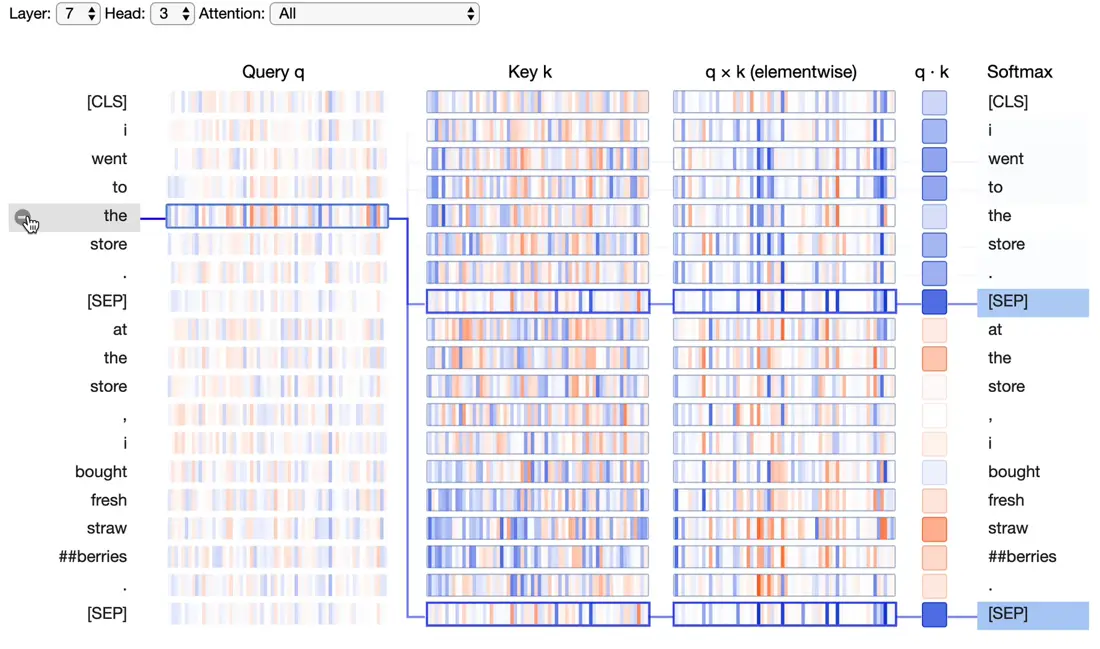 Layer: 7 Head: 3 Attention: All
Query q Key k q × k (elementwise) q · k Softmax
[CLS] [CLS]
i i
went went
to to
the the
store store
. .
[SEP] [SEP]
at at
the the
store store
, ,
i i
bought bought
fresh fresh
straw straw
##berries ##berries
. .
[SEP] [SEP]